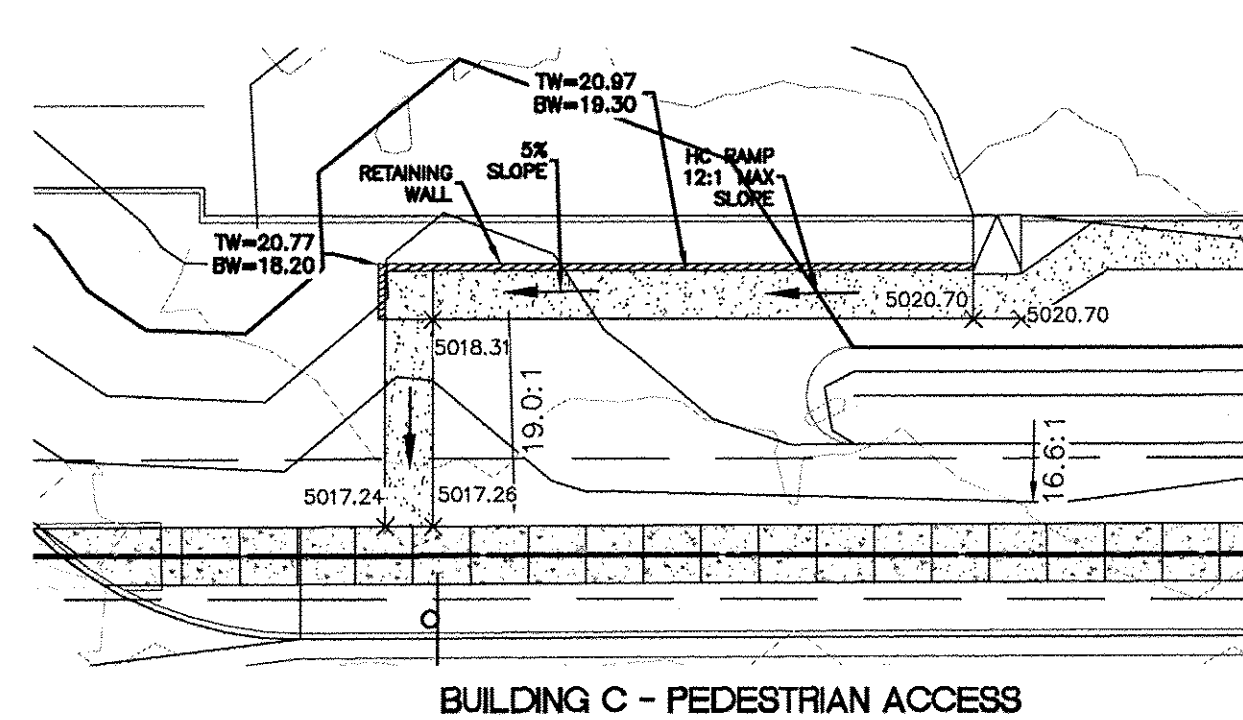 TW=20.97
BW=19.30
5%
SLOPE
HC RAMP
12:1 MAX
SLOPE
RETAINING
WALL
TW=20.77
BW=18.20
5020.70
5020.70
5018.31
19.0:1
16.6:1
5017.24
5017.26
BUILDING C - PEDESTRIAN ACCESS